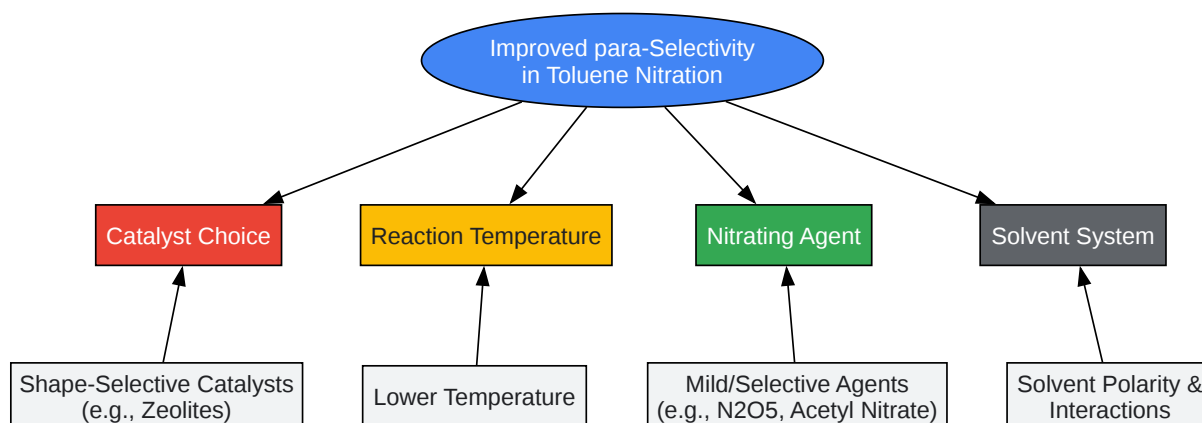 Improved para-Selectivity
in Toluene Nitration
Catalyst Choice
Reaction Temperature
Nitrating Agent
Solvent System
Shape-Selective Catalysts
(e.g., Zeolites)
Lower Temperature
Mild/Selective Agents
(e.g., N2O5, Acetyl Nitrate)
Solvent Polarity &
Interactions